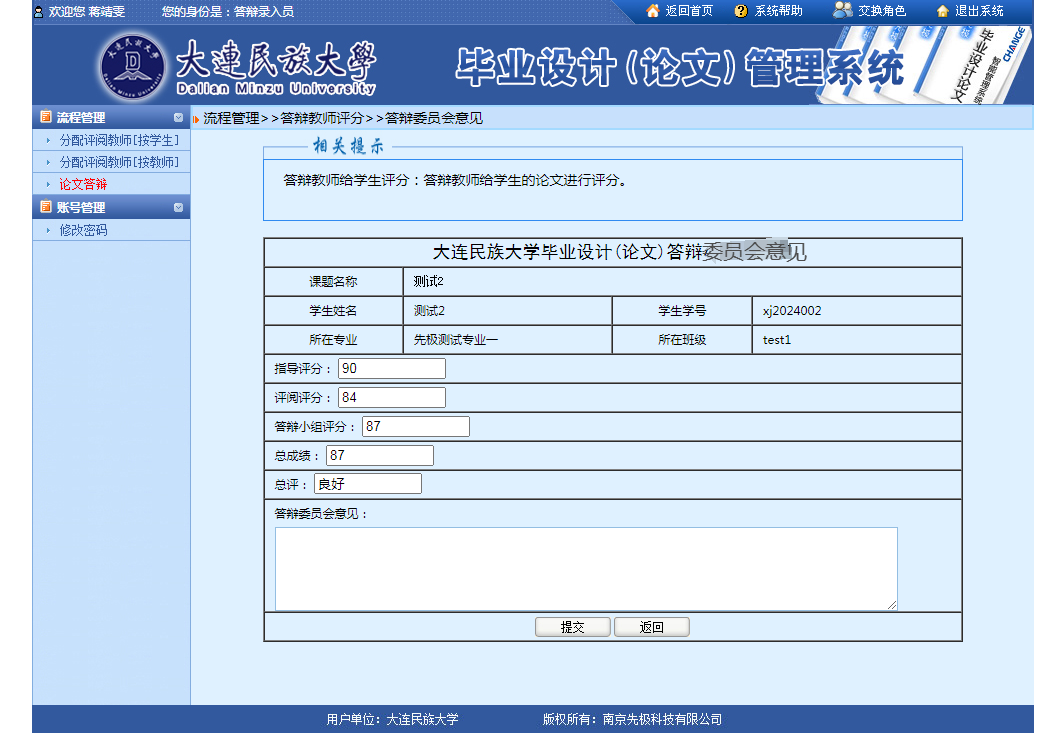 欢迎您 蒋靖雯 您的身份是：答辩录入员 返回首页 系统帮助 交换角色 退出系统
大連民族大學
Dalian Minzu University
毕业设计(论文)管理系统
CHANGE
智能管理系统
毕业设计论文
流程管理
分配评阅教师[按学生]
分配评阅教师[按教师]
论文答辩
账号管理
修改密码
流程管理>>答辩教师评分>>答辩委员会意见
相关提示
答辩教师给学生评分：答辩教师给学生的论文进行评分。
大连民族大学毕业设计(论文)答辩委员会意见
课题名称 测试2
学生姓名 测试2 学生学号 xj2024002
所在专业 先极测试专业一 所在班级 test1
指导评分： 90
评阅评分： 84
答辩小组评分： 87
总成绩： 87
总评： 良好
答辩委员会意见：
提交 返回
用户单位：大连民族大学 版权所有：南京先极科技有限公司